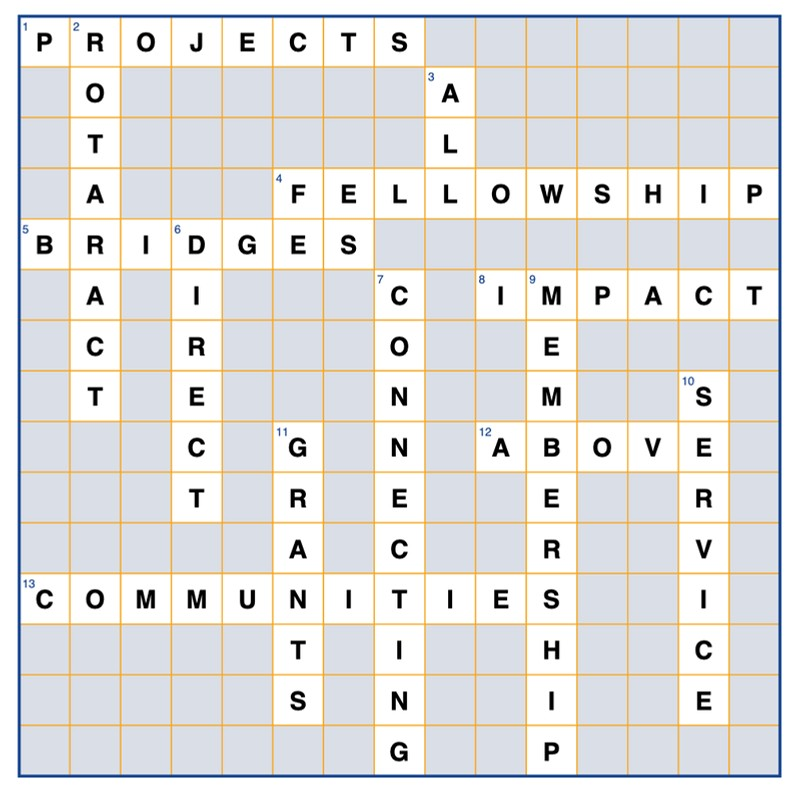 1 P 2 R O J E C T S
O 3 A
T L
A 4 F E L L O W S H I P
5 B R I 6 D G E S
A I 7 C 8 I 9 M P A C T
C R O E
T E N M 10 S
C 11 G N 12 A B O V E
T R E E R
A C R V
13 C O M M U N I T I E S I
T I H C
S N I E
G P